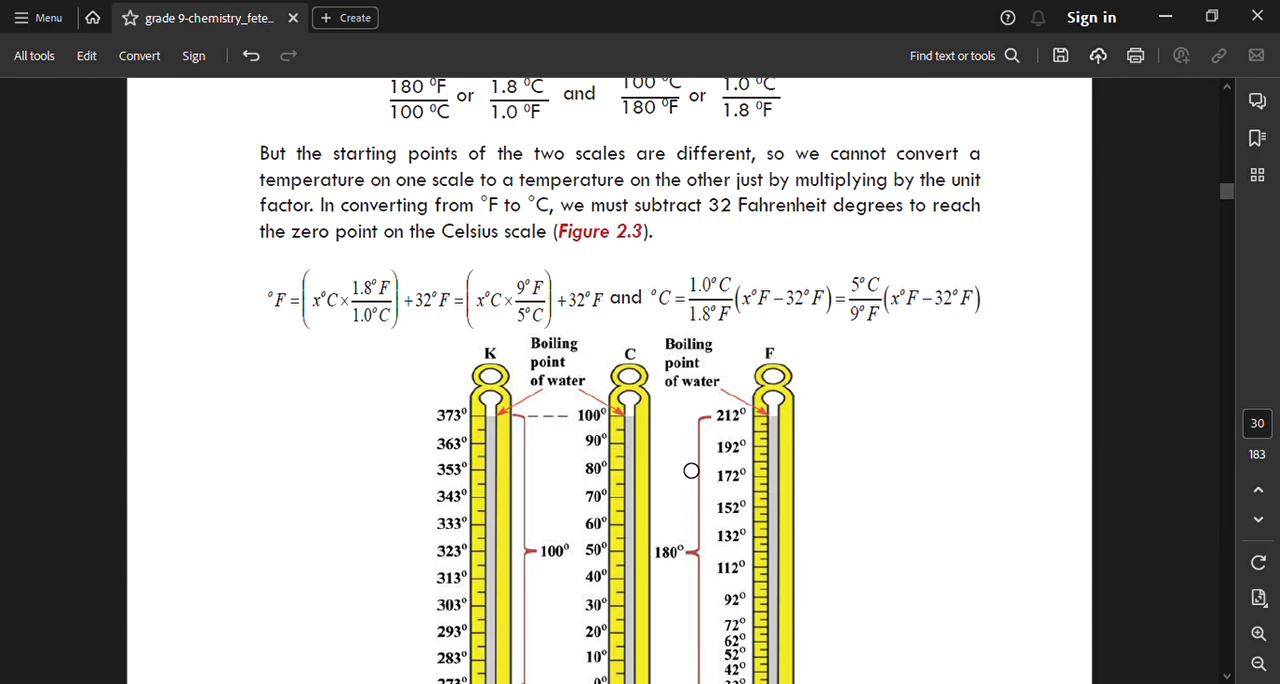 Menu
grade 9-chemistry_fete...
Create
Sign in
All tools
Edit
Convert
Sign
Find text or tools
180 °F / 100 °C or 1.8 °C / 1.0 °F and 100 °C / 180 °F or 1.0 °C / 1.8 °F
But the starting points of the two scales are different, so we cannot convert a
temperature on one scale to a temperature on the other just by multiplying by the unit
factor. In converting from °F to °C, we must subtract 32 Fahrenheit degrees to reach
the zero point on the Celsius scale (Figure 2.3).
°F = (x°C × 1.8°F / 1.0°C) + 32°F = (x°C × 9°F / 5°C) + 32°F and °C = 1.0°C / 1.8°F (x°F − 32°F) = 5°C / 9°F (x°F − 32°F)
K
Boiling
point
of water
C
Boiling
point
of water
F
373° 100° 212°
363° 90° 192°
353° 80° 172°
343° 70° 152°
333° 60° 132°
323° 100° 50° 180° 112°
313° 40° 92°
303° 30° 72°
293° 20° 62°
52°
283° 10° 42°
273° 0° 32°
30
183